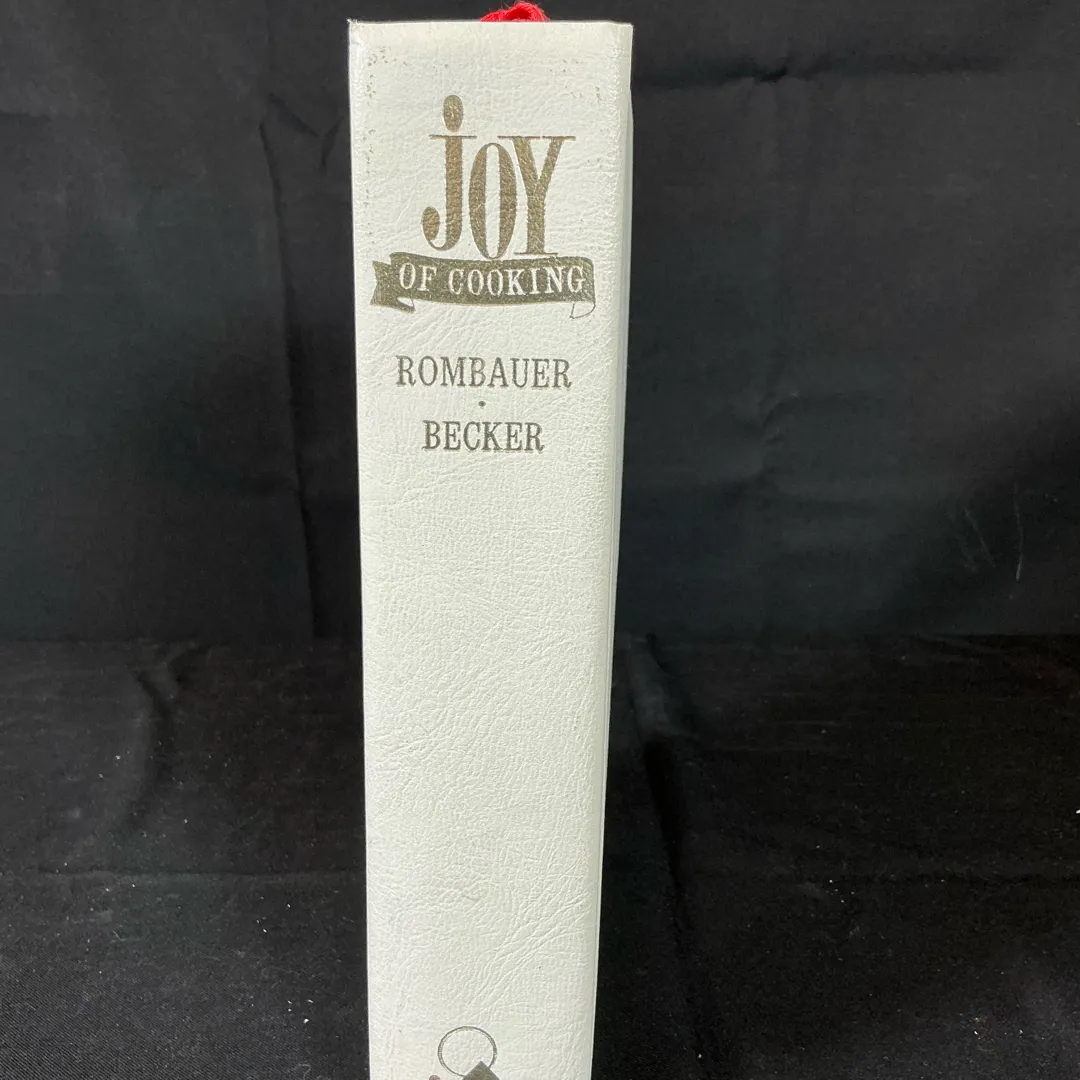 joy
OF COOKING
ROMBAUER
·
BECKER